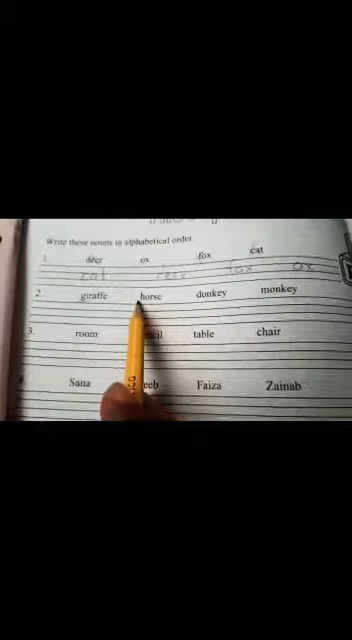 Write these nouns in alphabetical order.
1. deer ox fox cat
cat deer fox ox
2. giraffe horse donkey monkey
3. room table chair
Sana Faiza Zainab